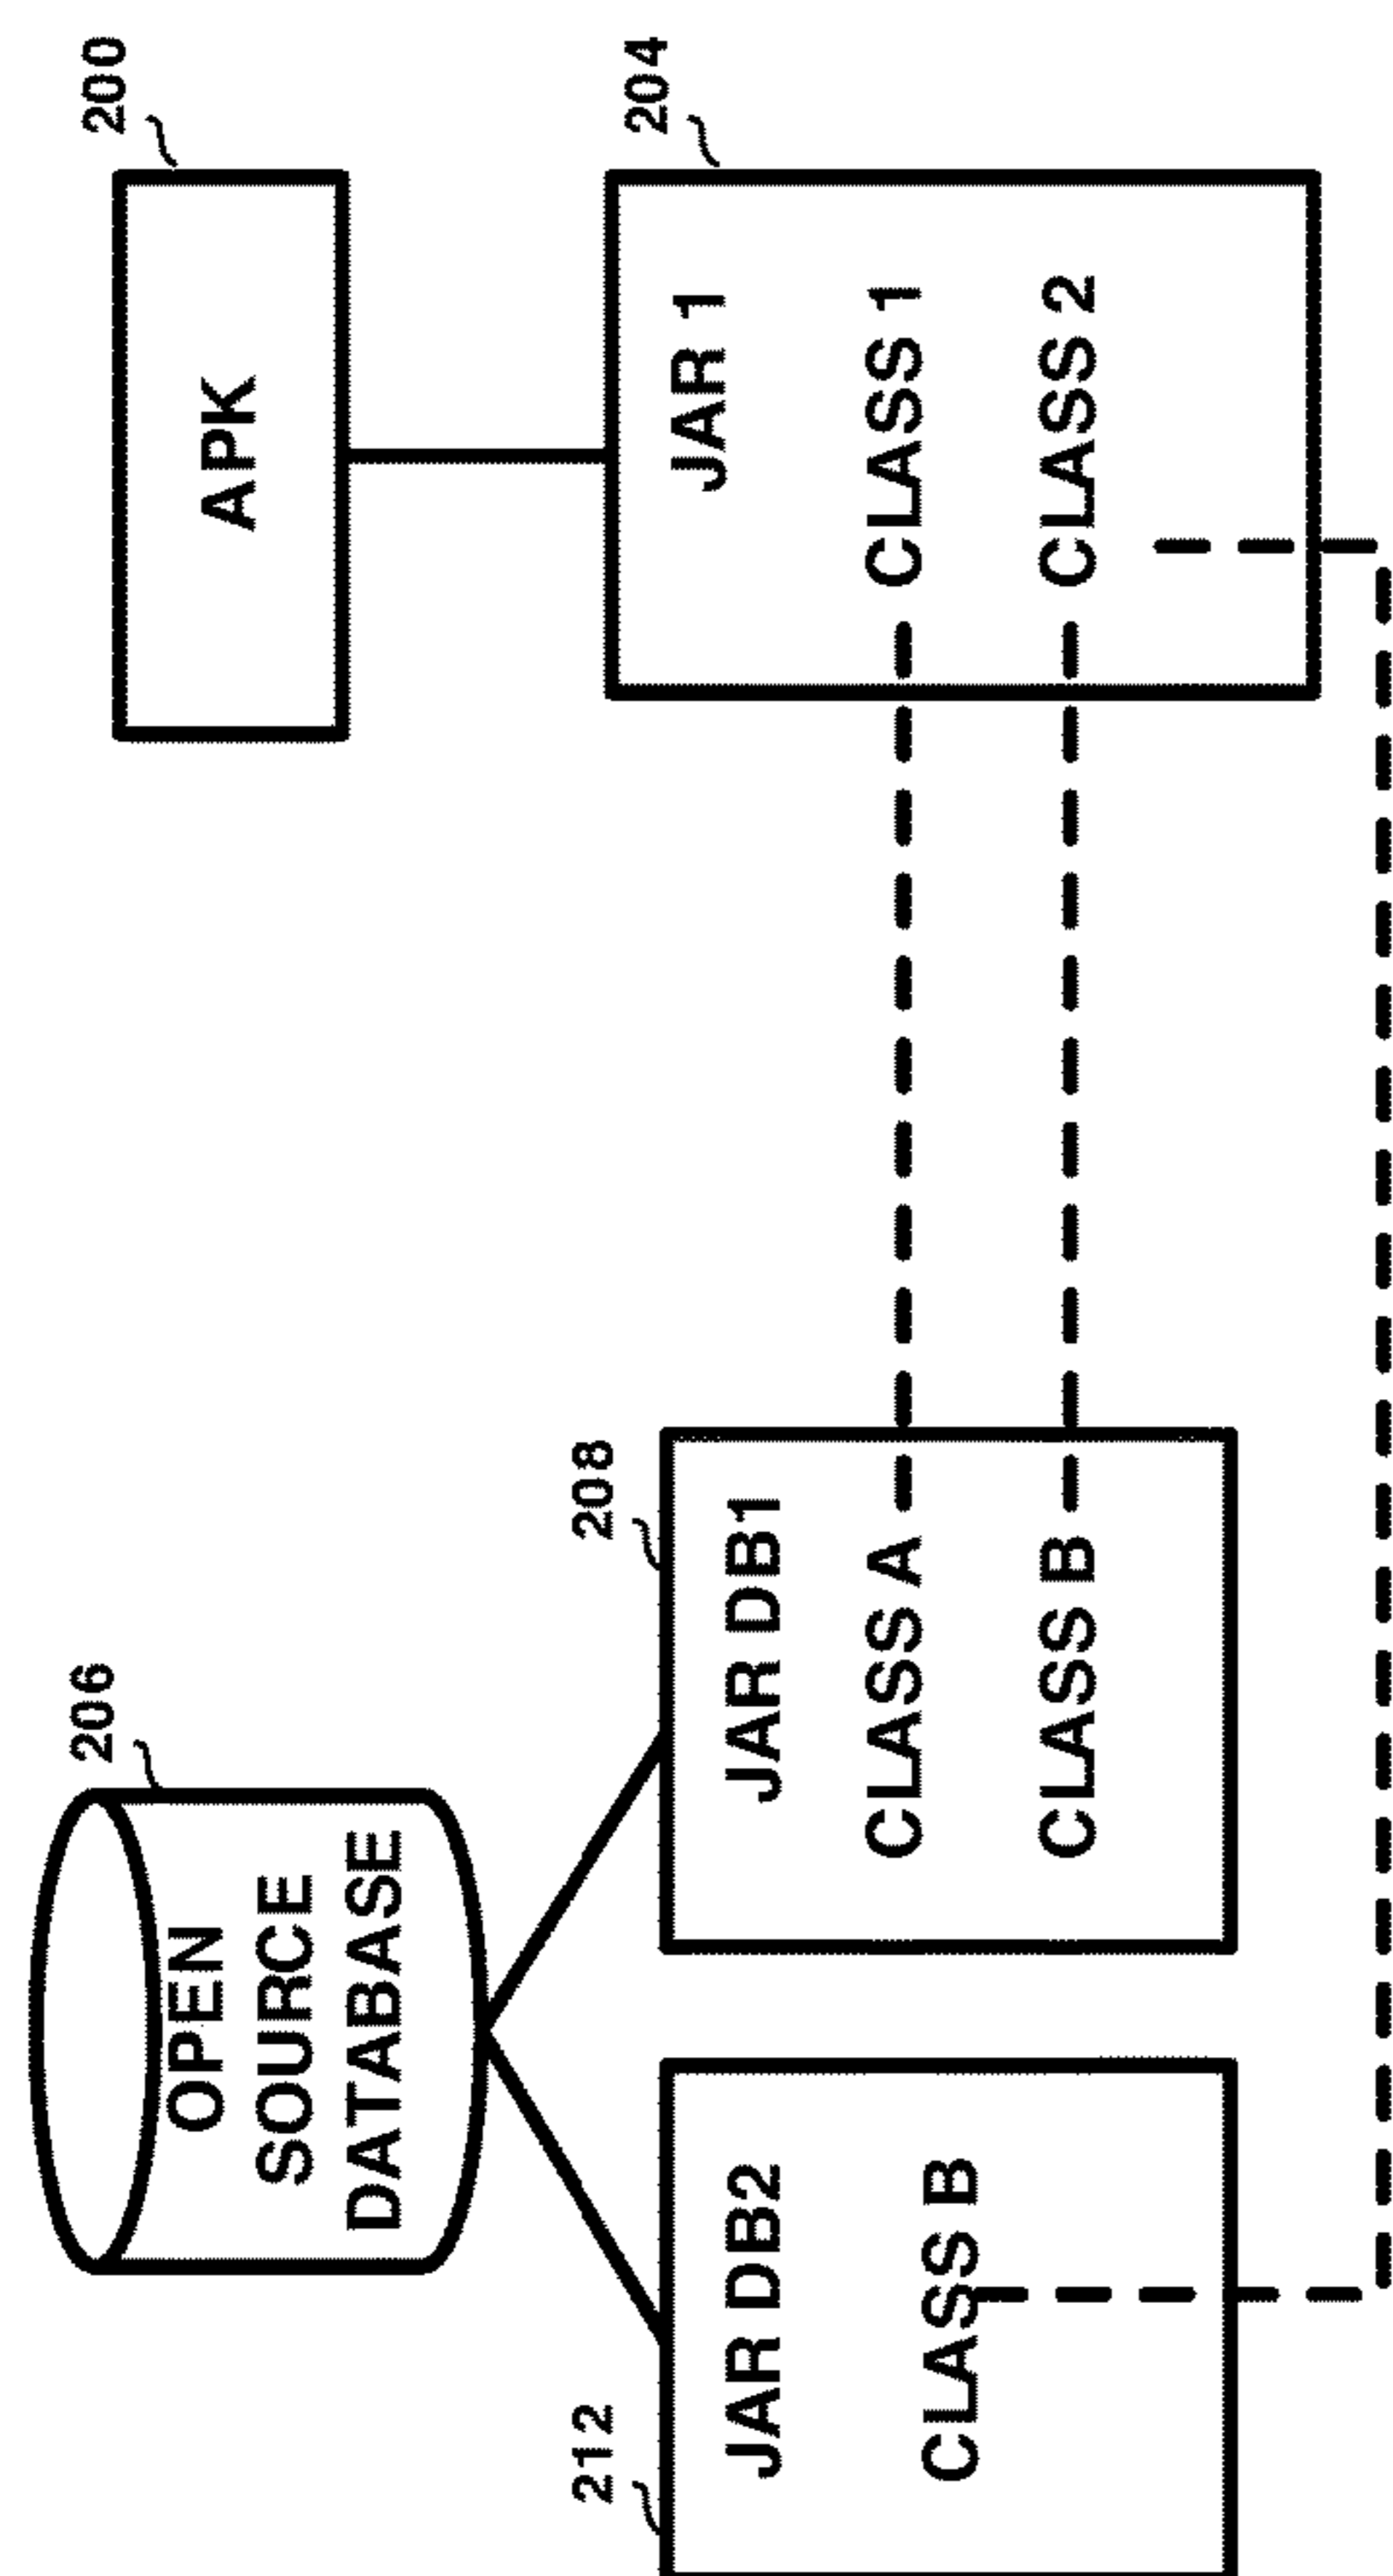 206
OPEN
SOURCE
DATABASE
200
APK
212
JAR DB2
CLASS B
208
JAR DB1
CLASS A
CLASS B
204
JAR 1
CLASS 1
CLASS 2